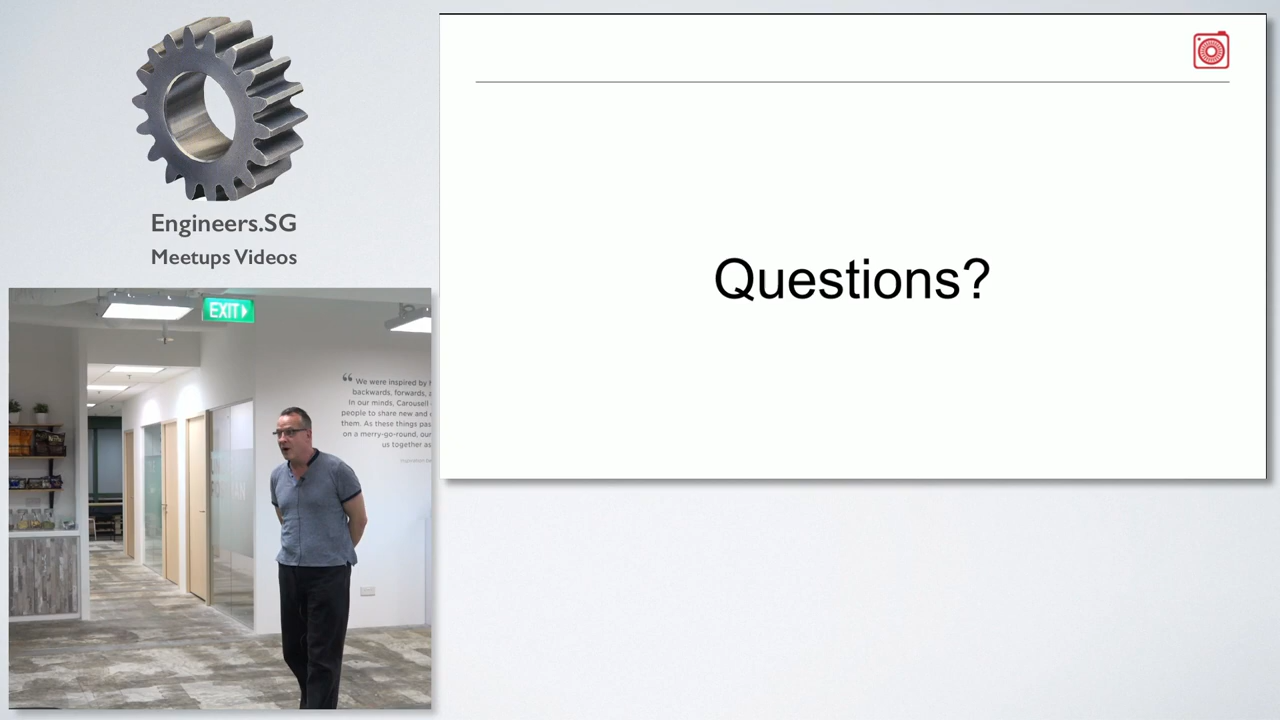 Engineers.SG
Meetups Videos
Questions?
EXIT
“ We were inspired by
backwards, forwards,
In our minds, Carousell
people to share new and
them. As these things pas
on a merry-go-round, our
us together as